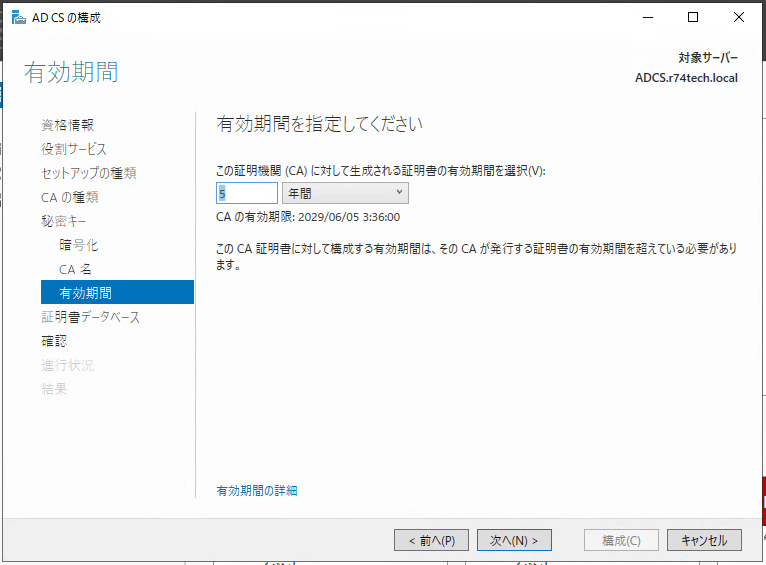 AD CS の構成
有効期間
対象サーバー
ADCS.r74tech.local
資格情報
役割サービス
セットアップの種類
CA の種類
秘密キー
暗号化
CA 名
有効期間
証明書データベース
確認
進行状況
結果
有効期間を指定してください
この証明機関 (CA) に対して生成される証明書の有効期間を選択(V):
5 年間
CA の有効期限: 2029/06/05 3:36:00
この CA 証明書に対して構成する有効期間は、その CA が発行する証明書の有効期間を超えている必要があり
ます。
有効期間の詳細
< 前へ(P) 次へ(N) > 構成(C) キャンセル